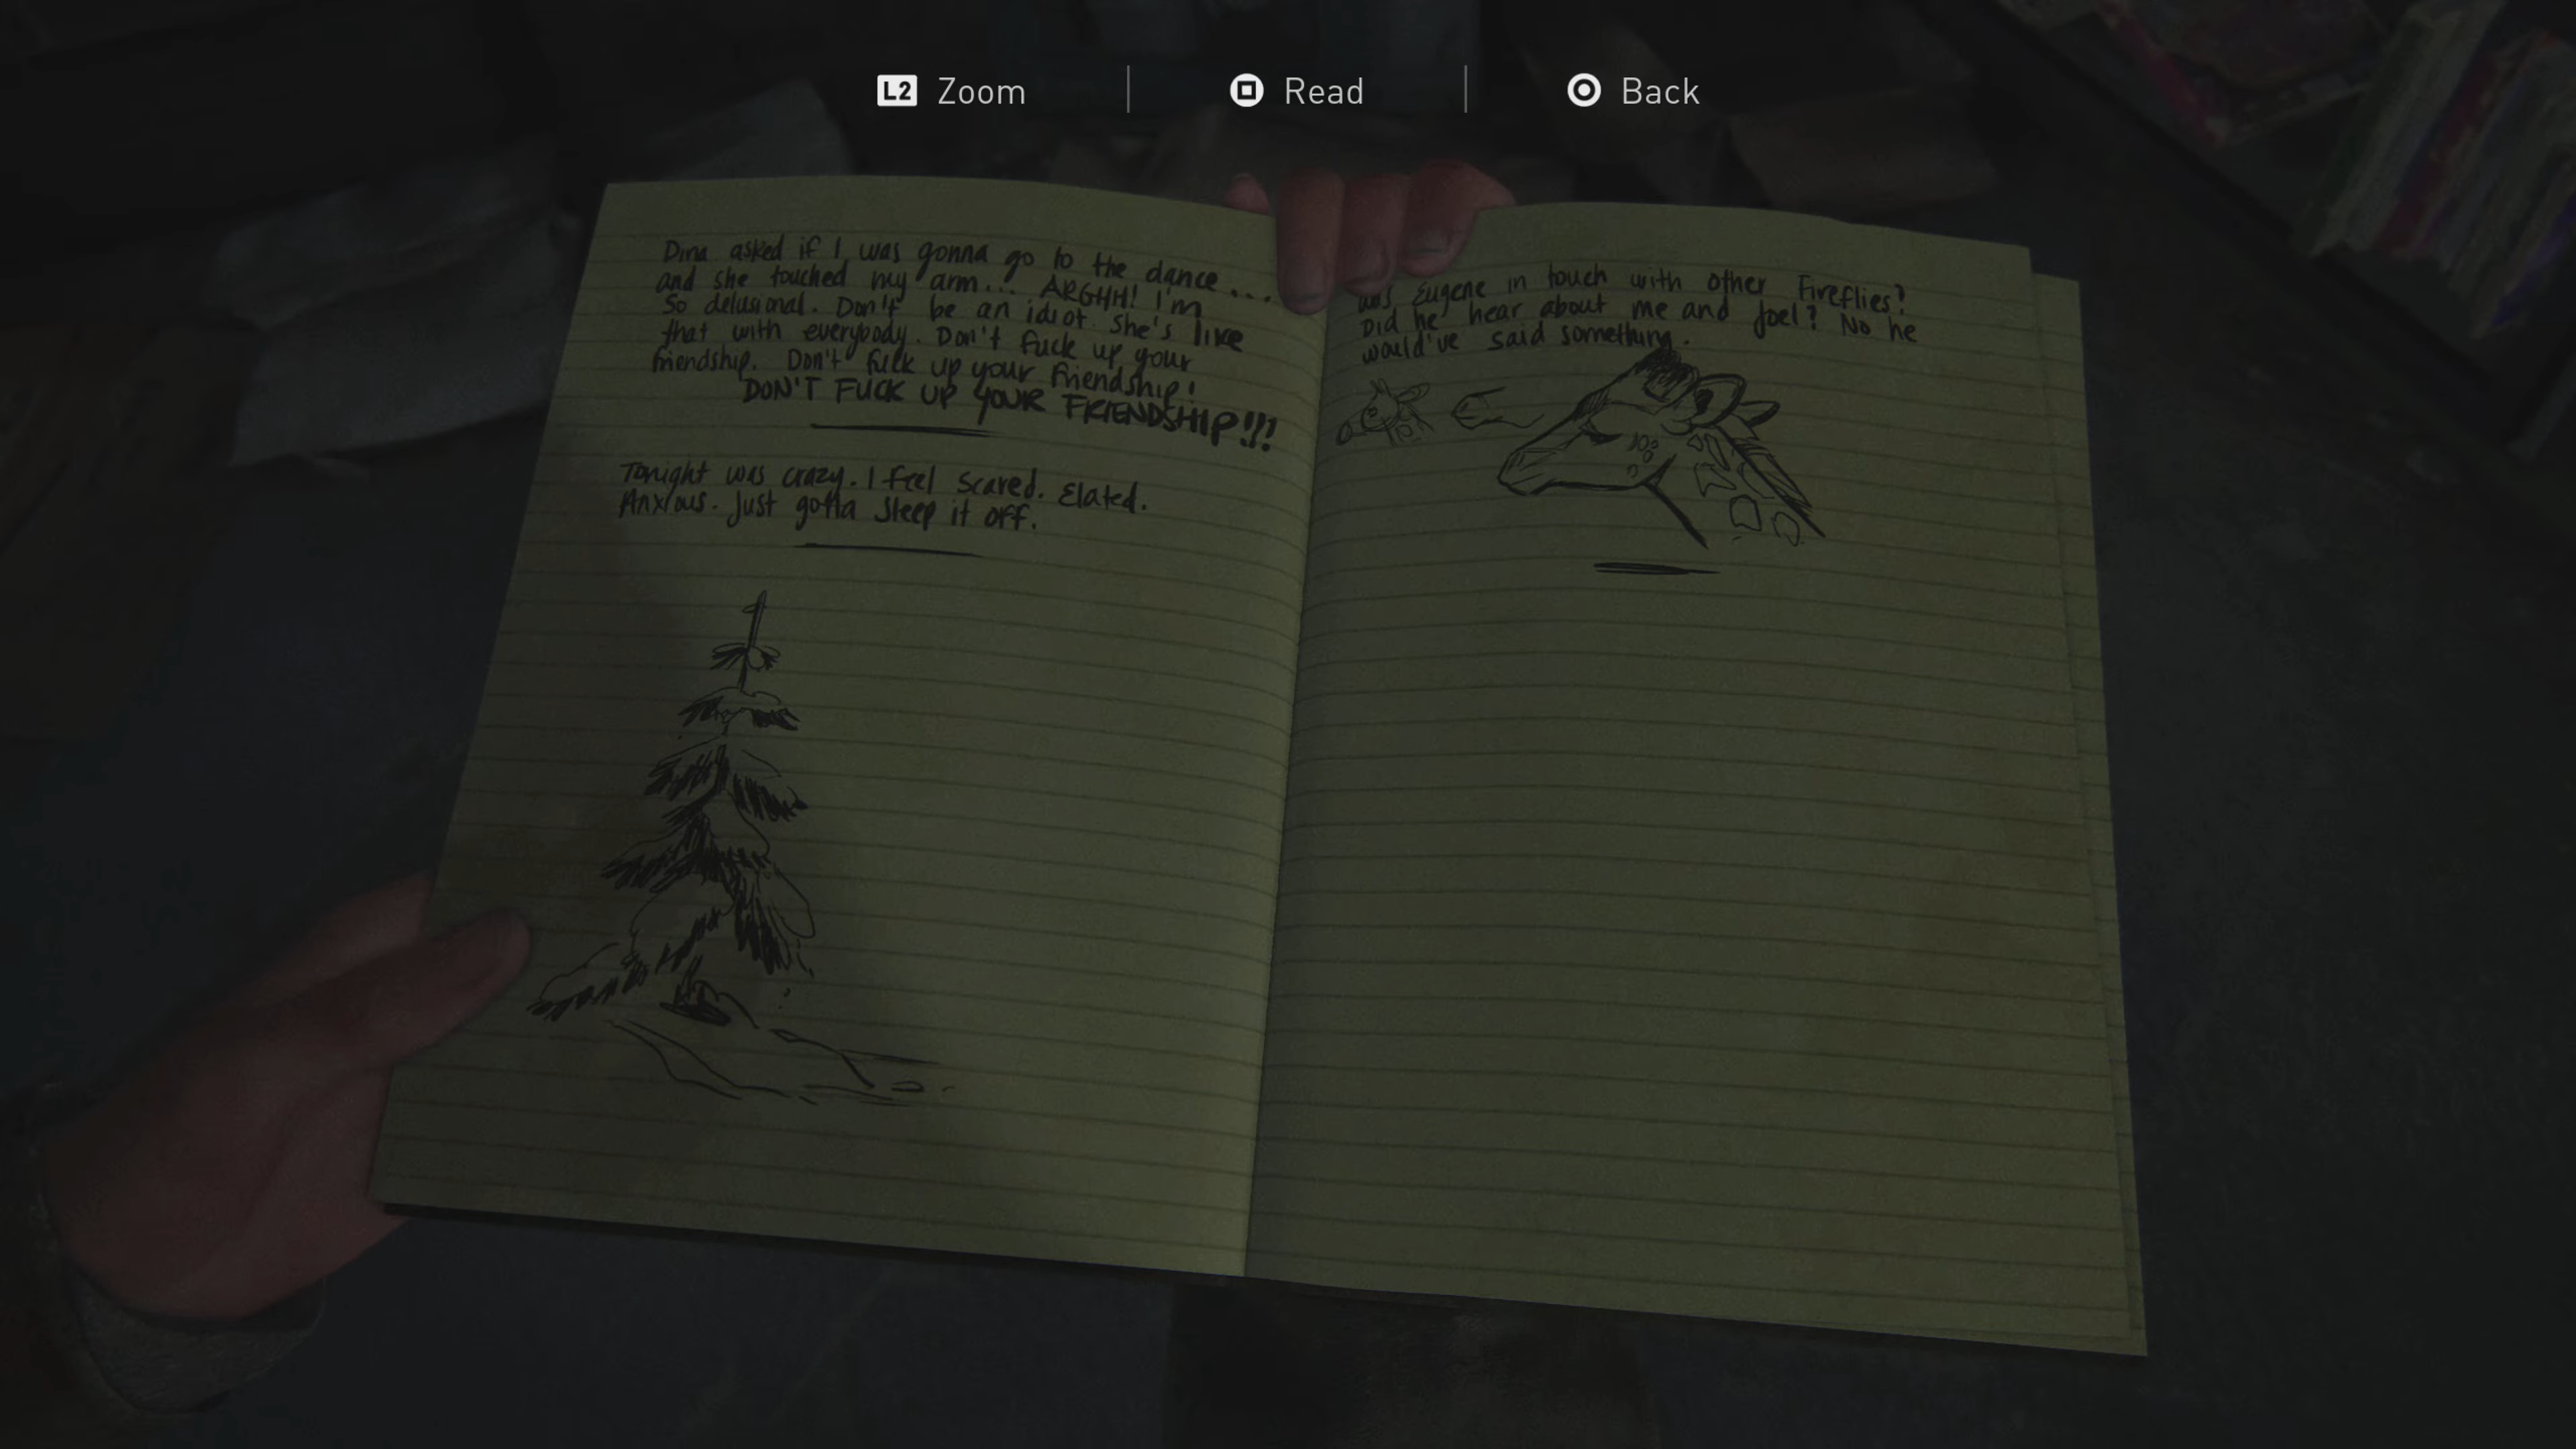 L2 Zoom
Read
Back
Dina asked if I was gonna go to the dance...
and she touched my arm... ARGHH! I'm
so delusional. Don't be an idiot. She's like
that with everybody. Don't fuck up your
friendship. Don't fuck up your friendship!
DON'T FUCK UP YOUR FRIENDSHIP!!!
Tonight was crazy. I feel scared. Elated.
Anxious. Just gotta sleep it off.
was Eugene in touch with other Fireflies?
Did he hear about me and Joel? No he
would've said something.